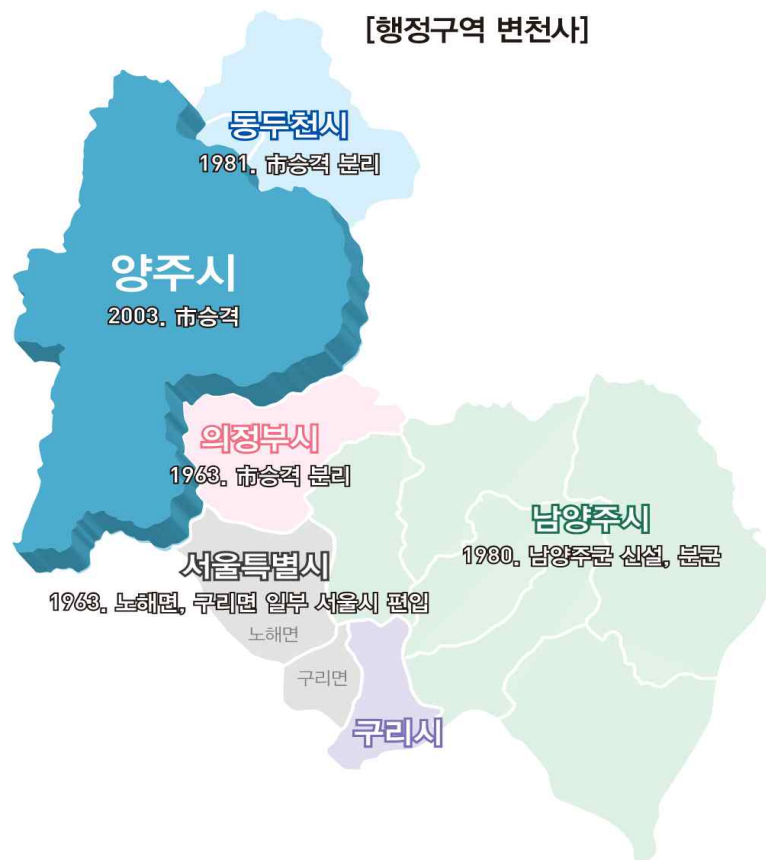 [행정구역 변천사]
동두천시
1981. 市승격 분리
양주시
2003. 市승격
의정부시
1963. 市승격 분리
남양주시
1980. 남양주군 신설, 분군
서울특별시
1963. 노해면, 구리면 일부 서울시 편입
노해면
구리면
구리시